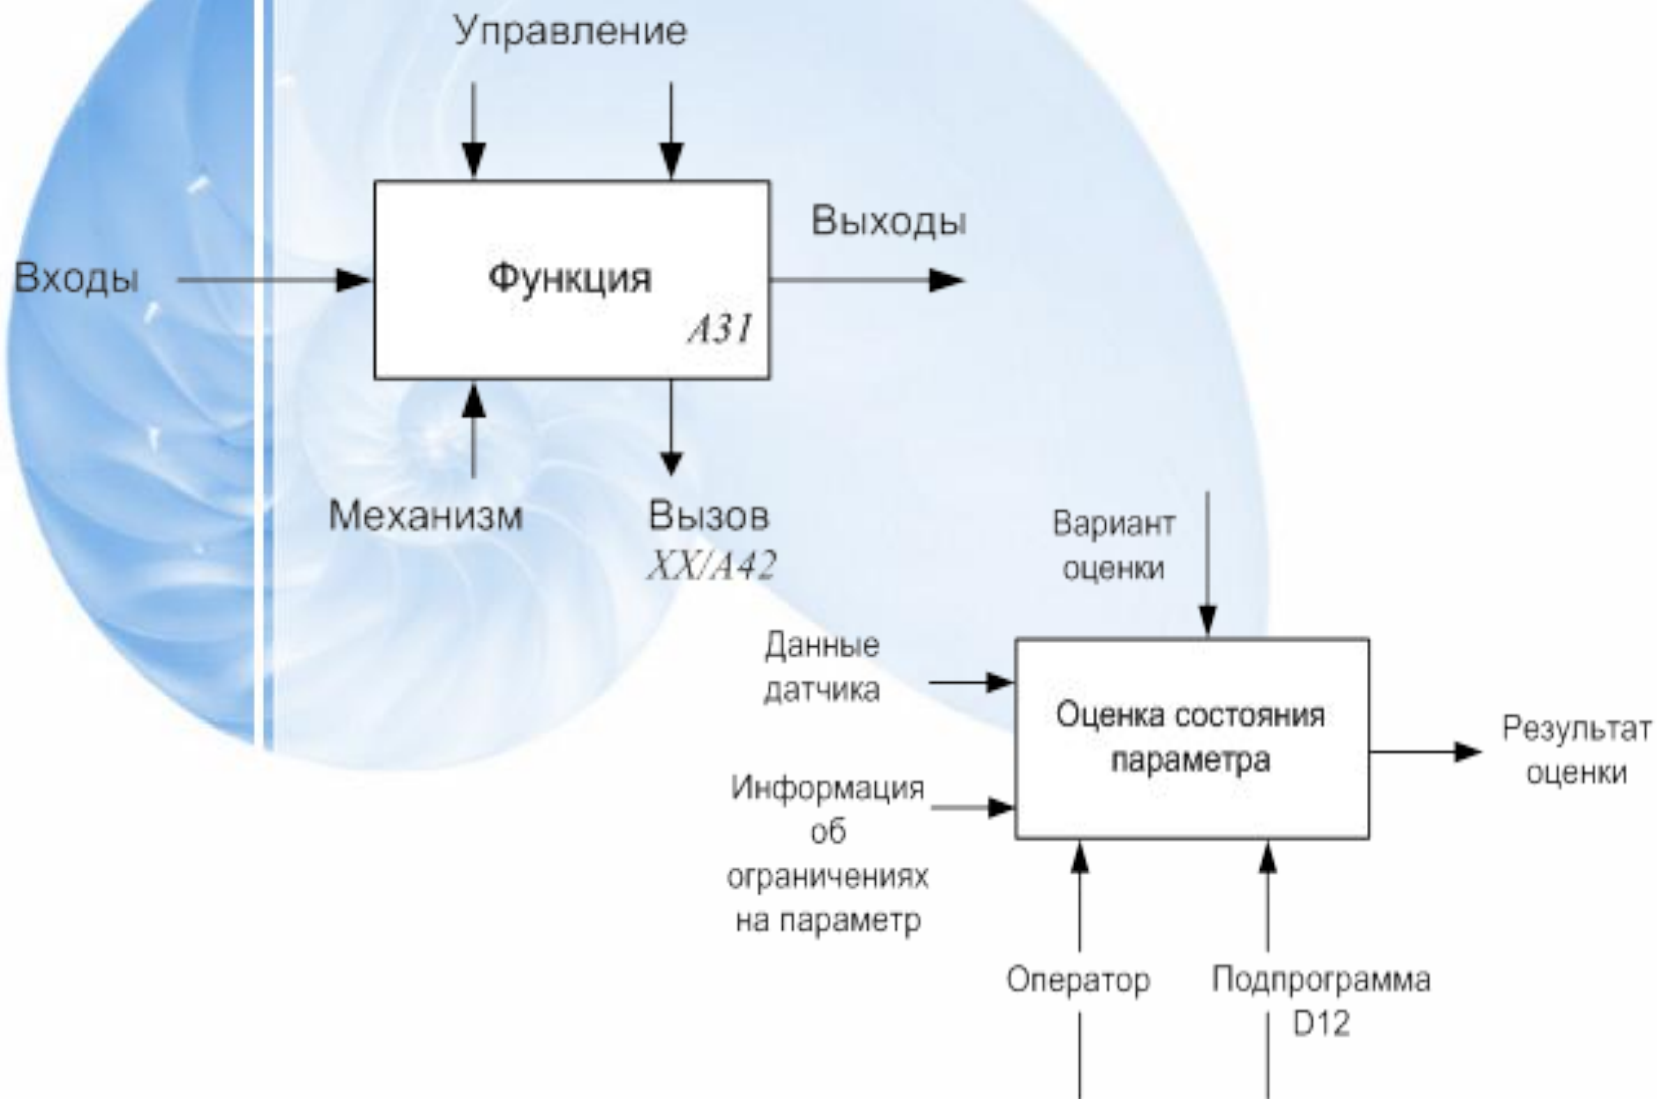 Управление
Выходы
Входы
Функция
A31
Механизм
Вызов
XX/A42
Вариант
оценки
Данные
датчика
Оценка состояния
параметра
Результат
оценки
Информация
об
ограничениях
на параметр
Оператор
Подпрограмма
D12